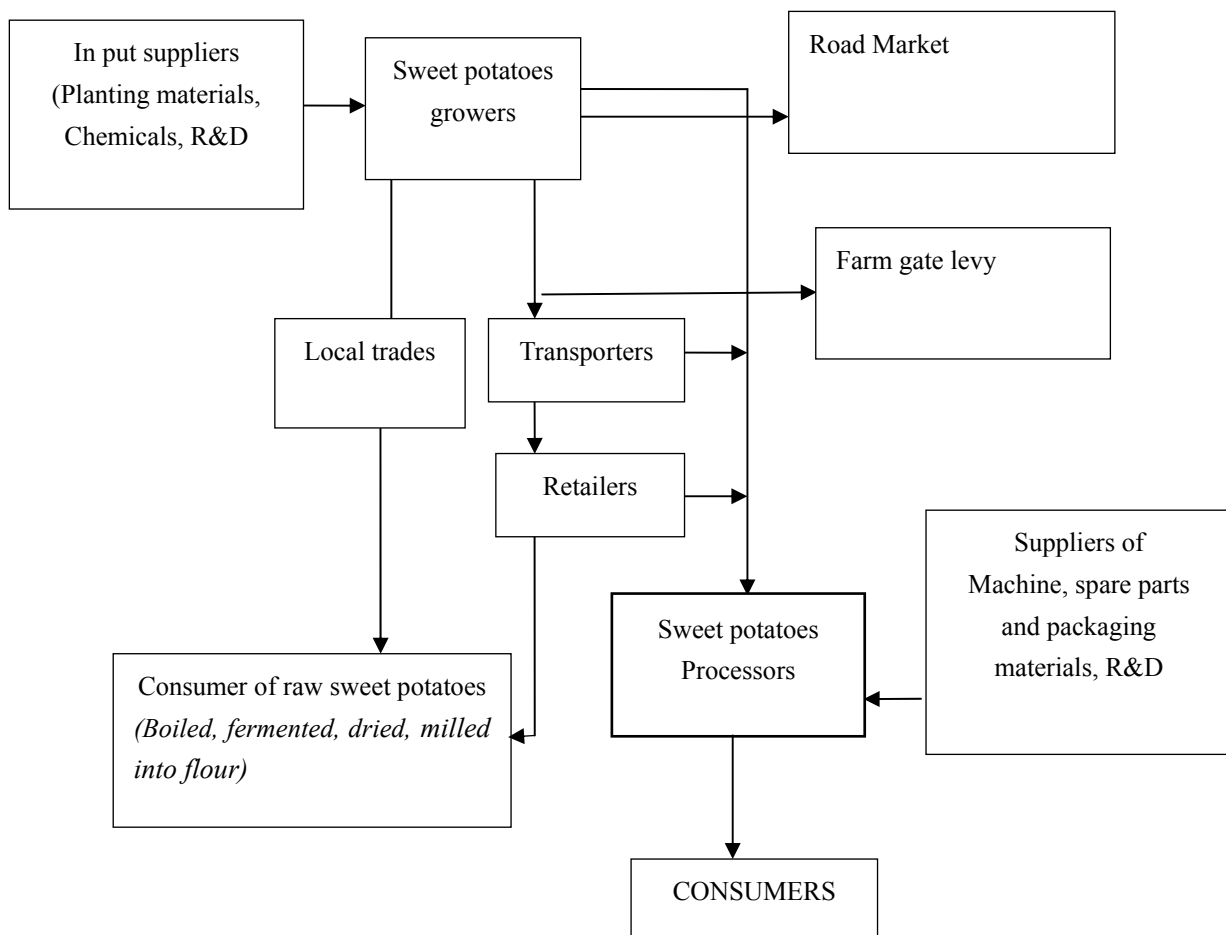 In put suppliers
(Planting materials,
Chemicals, R&D
Sweet potatoes
growers
Road Market
Farm gate levy
Local trades
Transporters
Retailers
Suppliers of
Machine, spare parts
and packaging
materials, R&D
Sweet potatoes
Processors
Consumer of raw sweet potatoes
(Boiled, fermented, dried, milled
into flour)
CONSUMERS